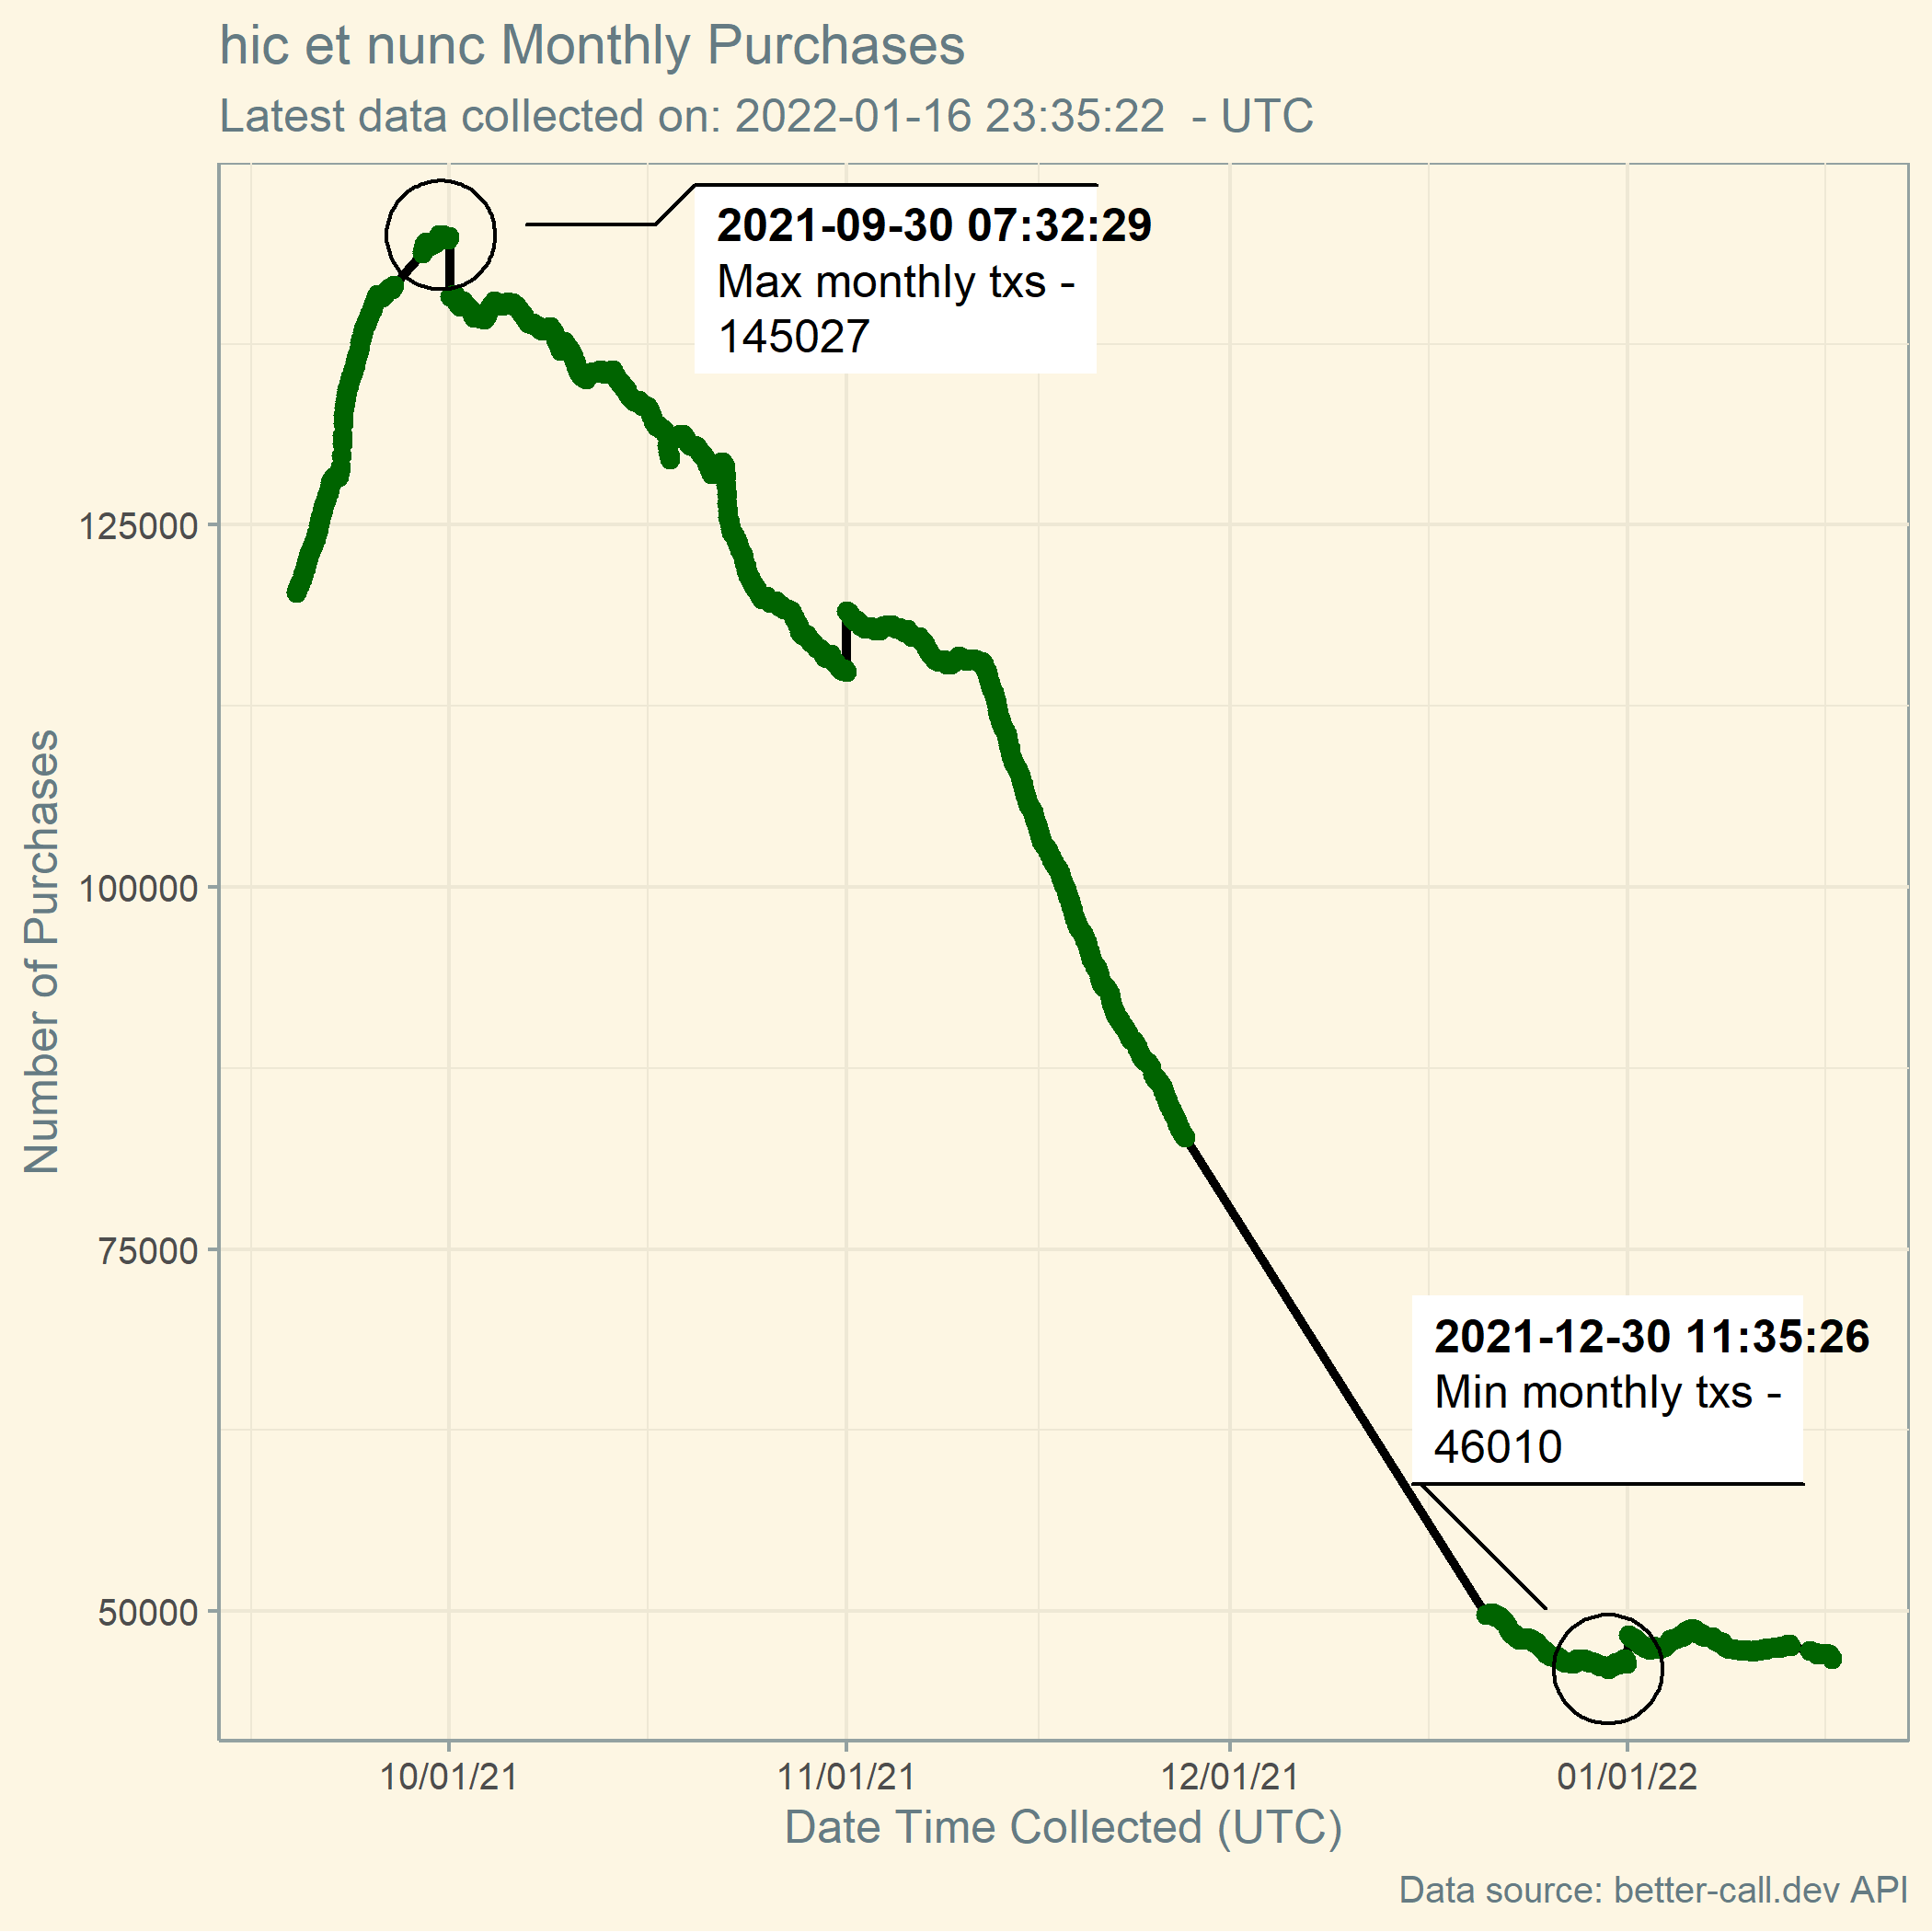 hic et nunc Monthly Purchases
Latest data collected on: 2022-01-16 23:35:22  - UTC
2021-09-30 07:32:29
Max monthly txs -
145027
125000
100000
75000
50000
Number of Purchases
2021-12-30 11:35:26
Min monthly txs -
46010
10/01/21
11/01/21
12/01/21
01/01/22
Date Time Collected (UTC)
Data source: better-call.dev API